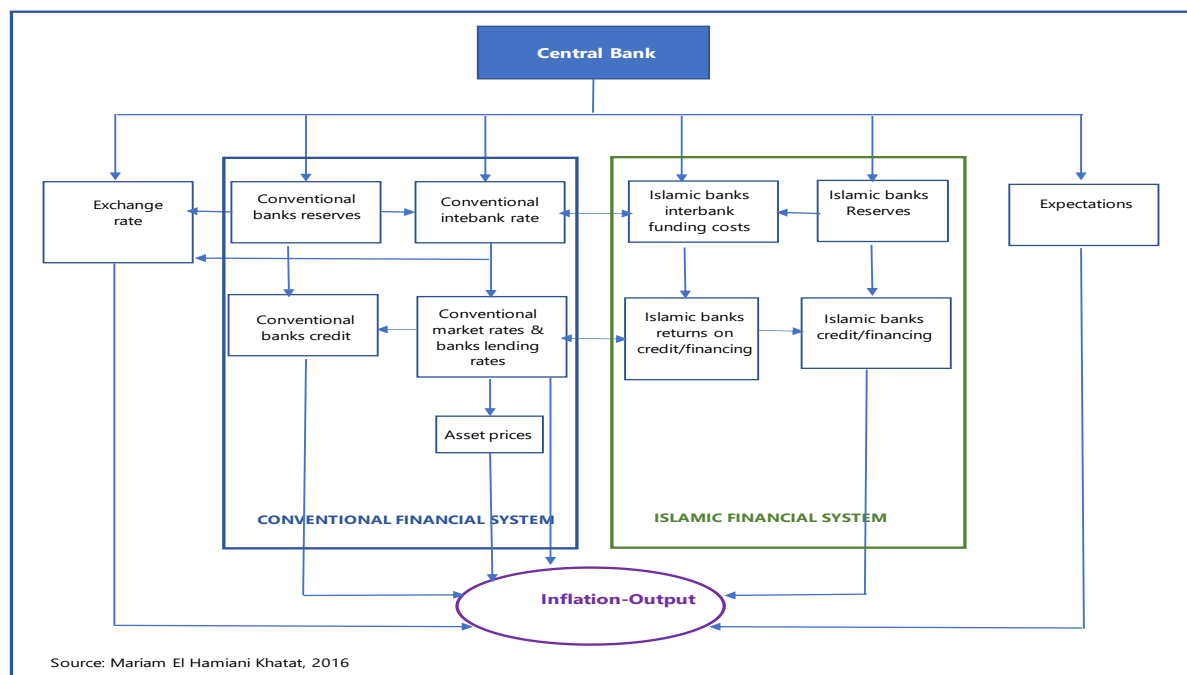 Central Bank
Exchange
rate
Conventional
banks reserves
Conventional
intebank rate
Islamic banks
interbank
funding costs
Islamic banks
Reserves
Expectations
Conventional
banks credit
Conventional
market rates &
banks lending
rates
Islamic banks
returns on
credit/financing
Islamic banks
credit/financing
Asset prices
CONVENTIONAL FINANCIAL SYSTEM
ISLAMIC FINANCIAL SYSTEM
Inflation-Output
Source: Mariam El Hamiani Khatat, 2016